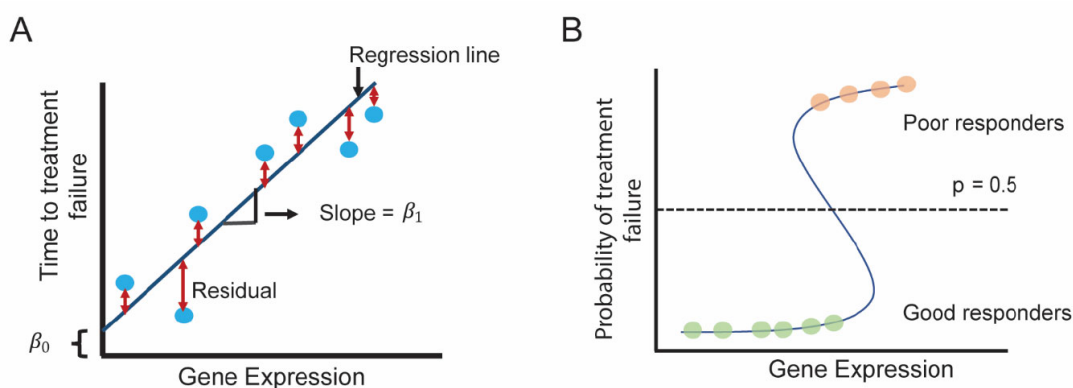 A
Regression line
Time to treatment
failure
Slope = β₁
Residual
β₀
Gene Expression
B
Probability of treatment
failure
Poor responders
p = 0.5
Good responders
Gene Expression